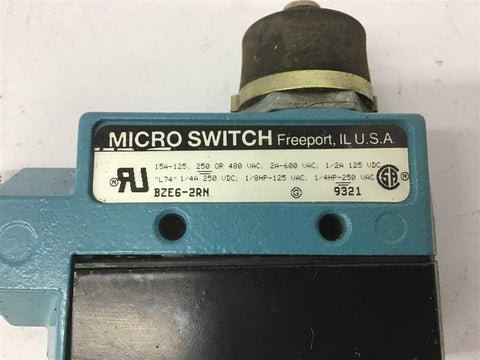 MICRO SWITCH Freeport, IL U.S.A.
15A-125, 250 OR 480 VAC; 2A-600 VAC; 1/2A 125 VDC
"L74" 1/4A 250 VDC; 1/8HP-125 VAC; 1/4HP-250 VAC
BZE6-2RN 9321